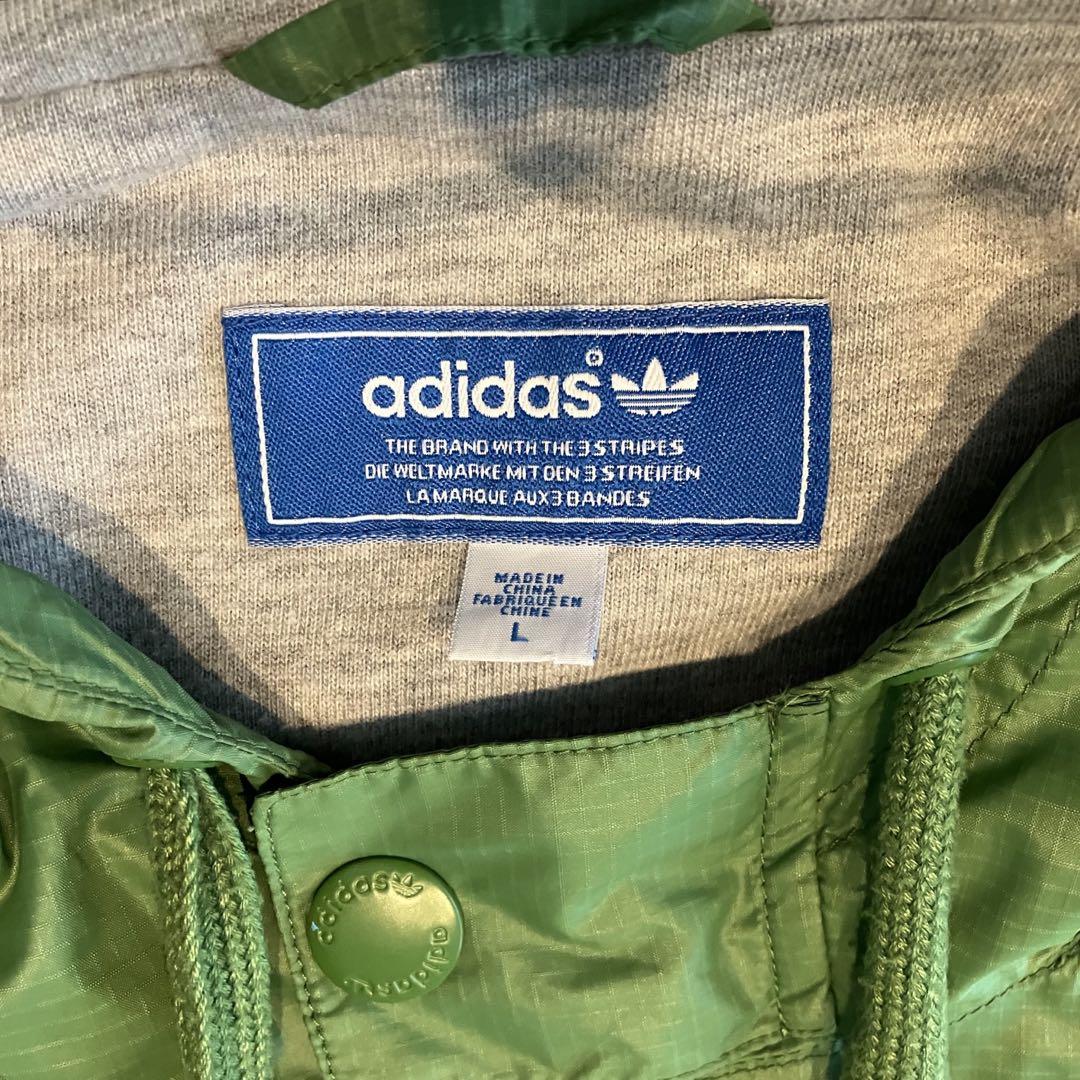 adidas®
THE BRAND WITH THE 3 STRIPES
DIE WELTMARKE MIT DEN 3 STREIFEN
LA MARQUE AUX 3 BANDES
MADE IN
CHINA
FABRIQUE EN
CHINE
L
adidas
adidas